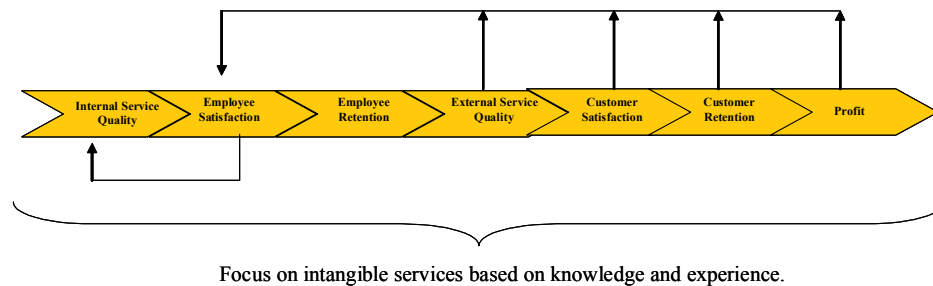 Internal Service
Quality
Employee
Satisfaction
Employee
Retention
External Service
Quality
Customer
Satisfaction
Customer
Retention
Profit
Focus on intangible services based on knowledge and experience.